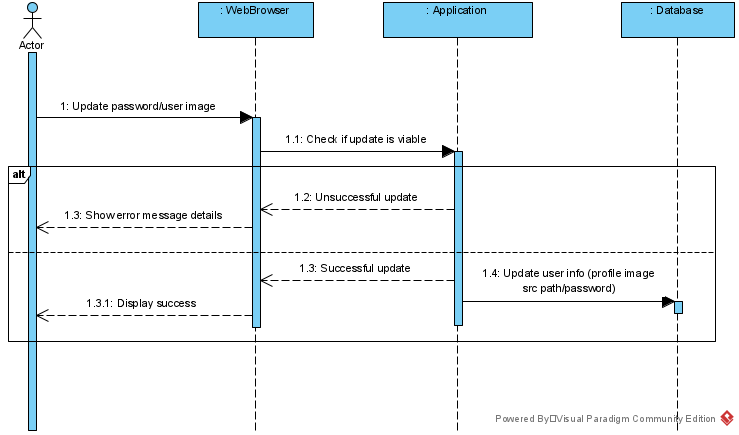 : WebBrowser
: Application
: Database
Actor
1: Update password/user image
1.1: Check if update is viable
alt
1.2: Unsuccessful update
1.3: Show error message details
1.3: Successful update
1.4: Update user info (profile image
src path/password)
1.3.1: Display success
Powered By□Visual Paradigm Community Edition